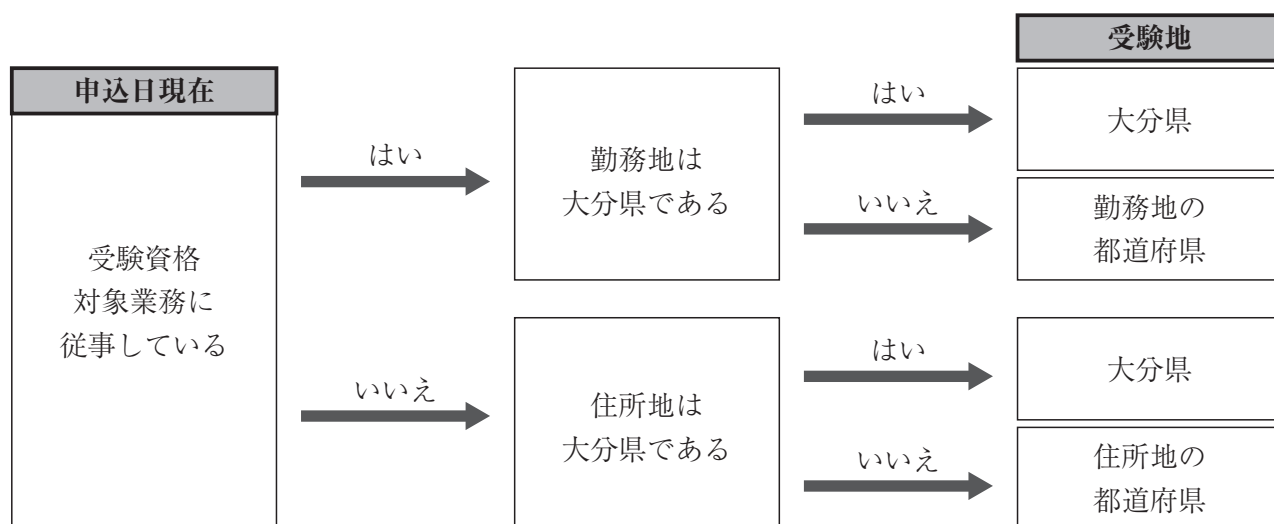 申込日現在
受験資格
対象業務に
従事している
はい
勤務地は
大分県である
はい
いいえ
いいえ
住所地は
大分県である
はい
いいえ
受験地
大分県
勤務地の
都道府県
大分県
住所地の
都道府県